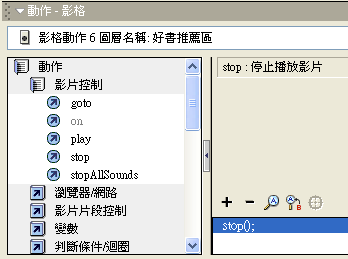 動作 - 影格
影格動作 6 圖層名稱: 好書推薦區
動作
影片控制
goto
on
play
stop
stopAllSounds
瀏覽器/網路
影片片段控制
變數
判斷條件/迴圈
stop : 停止播放影片
stop();